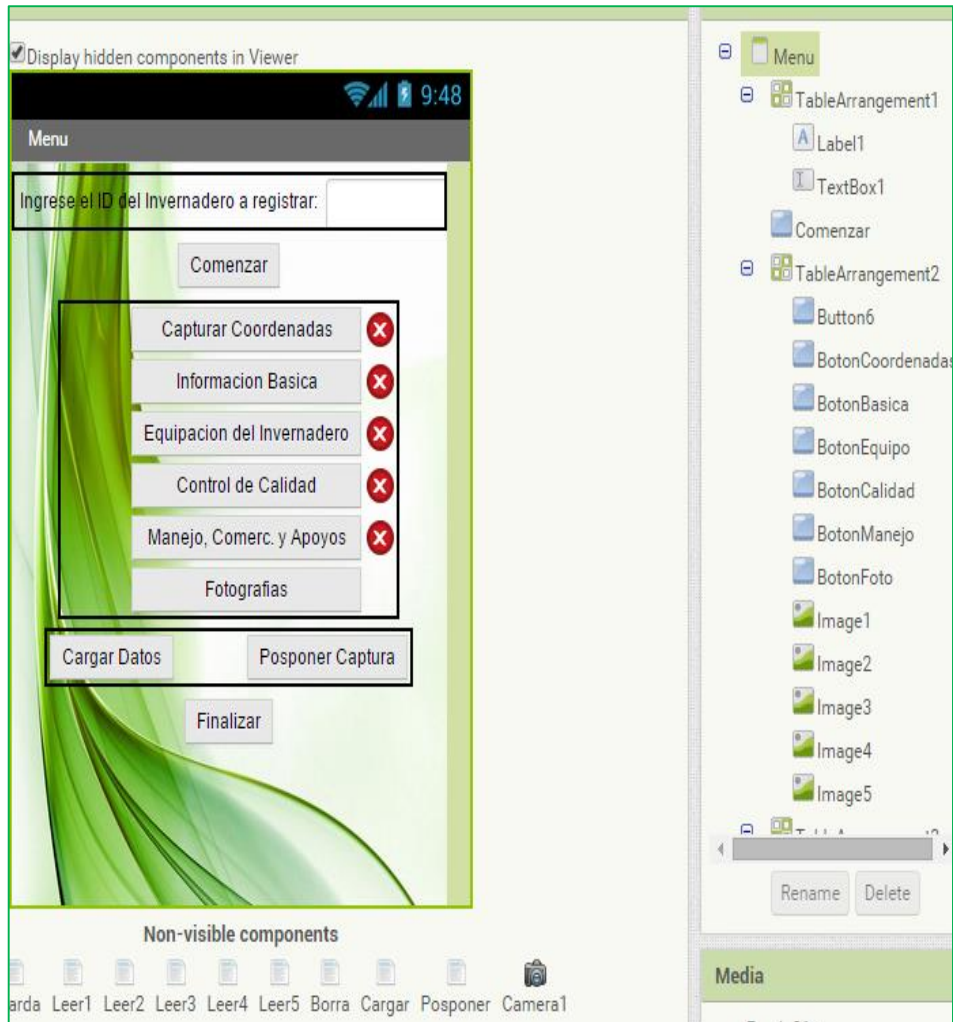 Display hidden components in Viewer
9:48
Menu
Ingrese el ID del Invernadero a registrar:
Comenzar
Capturar Coordenadas
Informacion Basica
Equipacion del Invernadero
Control de Calidad
Manejo, Comerc. y Apoyos
Fotografias
Cargar Datos
Posponer Captura
Finalizar
Non-visible components
arda Leer1 Leer2 Leer3 Leer4 Leer5 Borra Cargar Posponer Camera1
Menu
TableArrangement1
Label1
TextBox1
Comenzar
TableArrangement2
Button6
BotonCoordenadas
BotonBasica
BotonEquipo
BotonCalidad
BotonManejo
BotonFoto
Image1
Image2
Image3
Image4
Image5
Rename Delete
Media